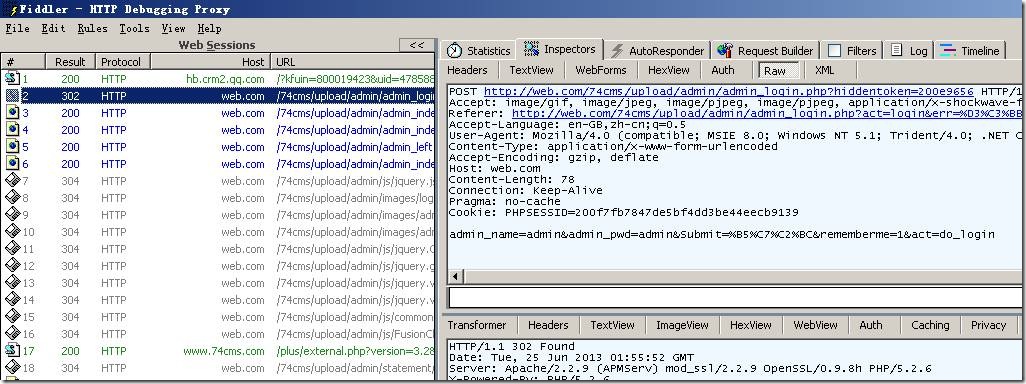 Fiddler - HTTP Debugging Proxy
File Edit Rules Tools View Help
Web Sessions <<
# Result Protocol Host URL
1 200 HTTP hb.crm2.qq.com /?kfuin=800019423&uid=478588
2 302 HTTP web.com /74cms/upload/admin/admin_logi
3 200 HTTP web.com /74cms/upload/admin/admin_inde
4 200 HTTP web.com /74cms/upload/admin/admin_inde
5 200 HTTP web.com /74cms/upload/admin/admin_left
6 200 HTTP web.com /74cms/upload/admin/admin_inde
7 304 HTTP web.com /74cms/upload/admin/js/jquery.js
8 304 HTTP web.com /74cms/upload/admin/images/log
9 304 HTTP web.com /74cms/upload/admin/images/ad
10 304 HTTP web.com /74cms/upload/admin/images/ad
11 304 HTTP web.com /74cms/upload/admin/js/jquery.C
12 304 HTTP web.com /74cms/upload/admin/js/jquery.g
13 304 HTTP web.com /74cms/upload/admin/js/jquery.v
14 304 HTTP web.com /74cms/upload/admin/js/jquery.v
15 304 HTTP web.com /74cms/upload/admin/js/common
16 304 HTTP web.com /74cms/upload/admin/js/FusionCl
17 200 HTTP www.74cms.com /plus/external.php?version=3.28
18 304 HTTP web.com /74cms/upload/admin/statement/
Statistics Inspectors AutoResponder Request Builder Filters Log Timeline
Headers TextView WebForms HexView Auth Raw XML
POST http://web.com/74cms/upload/admin/admin_login.php?hiddentoken=200e9656 HTTP/1
Accept: image/gif, image/jpeg, image/pjpeg, image/pjpeg, application/x-shockwave-f
Referer: http://web.com/74cms/upload/admin/admin_login.php?act=login&err=%D3%C3%BB
Accept-Language: en-GB,zh-cn;q=0.5
User-Agent: Mozilla/4.0 (compatible; MSIE 8.0; Windows NT 5.1; Trident/4.0; .NET C
Content-Type: application/x-www-form-urlencoded
Accept-Encoding: gzip, deflate
Host: web.com
Content-Length: 78
Connection: Keep-Alive
Pragma: no-cache
Cookie: PHPSESSID=200f7fb7847de5bf4dd3be44eecb9139
admin_name=admin&admin_pwd=admin&Submit=%B5%C7%C2%BC&rememberme=1&act=do_login
Transformer Headers TextView ImageView HexView WebView Auth Caching Privacy
HTTP/1.1 302 Found
Date: Tue, 25 Jun 2013 01:55:52 GMT
Server: Apache/2.2.9 (APMServ) mod_ssl/2.2.9 OpenSSL/0.9.8h PHP/5.2.6
X-Powered-By: PHP/5.2.6